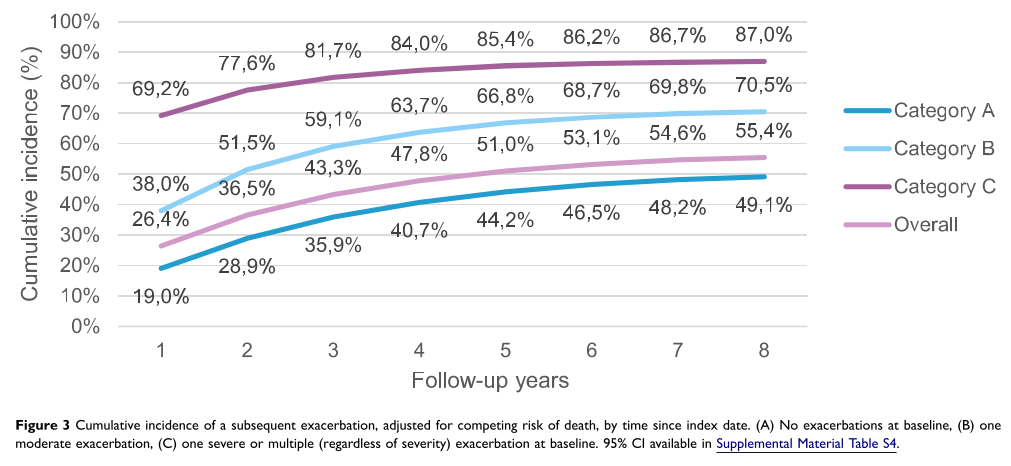 100%
90%
80%
70%
60%
50%
40%
30%
20%
10%
0%
Cumulative incidence (%)
69,2% 77,6% 81,7% 84,0% 85,4% 86,2% 86,7% 87,0%
38,0% 51,5% 59,1% 63,7% 66,8% 68,7% 69,8% 70,5%
26,4% 36,5% 43,3% 47,8% 51,0% 53,1% 54,6% 55,4%
19,0% 28,9% 35,9% 40,7% 44,2% 46,5% 48,2% 49,1%
1 2 3 4 5 6 7 8
Follow-up years
Category A
Category B
Category C
Overall
Figure 3 Cumulative incidence of a subsequent exacerbation, adjusted for competing risk of death, by time since index date. (A) No exacerbations at baseline, (B) one
moderate exacerbation, (C) one severe or multiple (regardless of severity) exacerbation at baseline. 95% CI available in Supplemental Material Table S4.